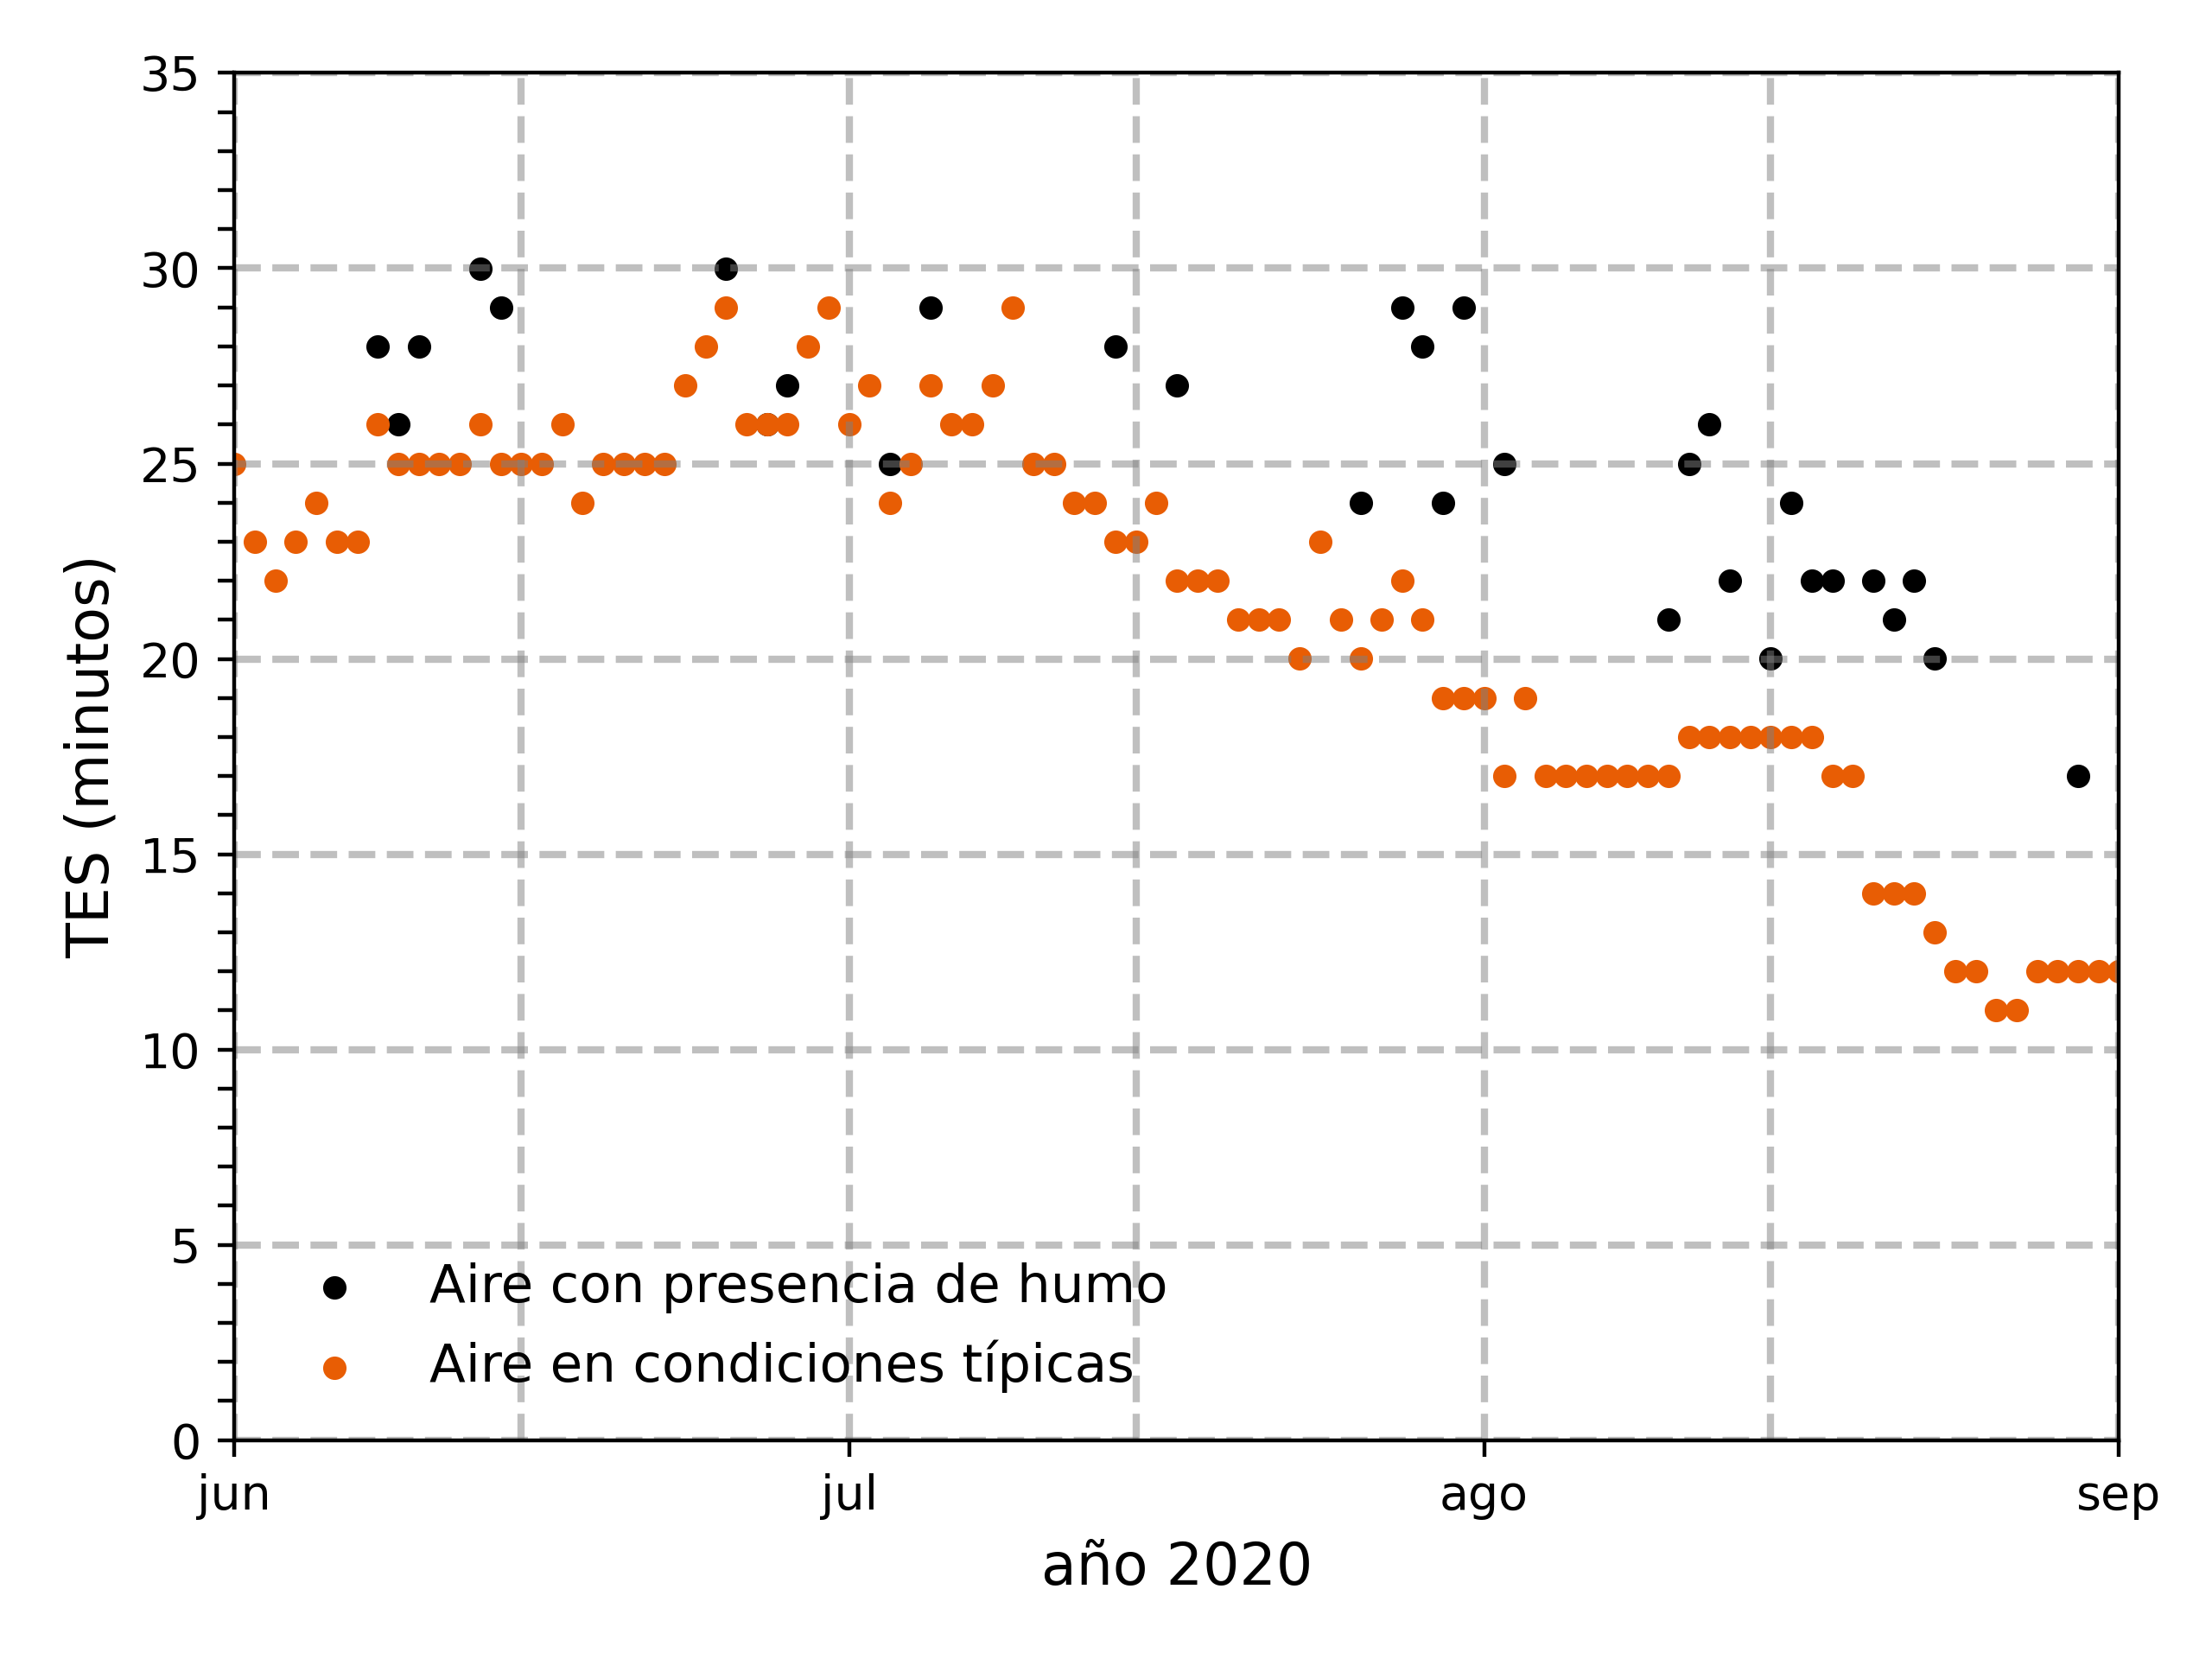 35
30
25
20
15
10
5
0
TES (minutos)
Aire con presencia de humo
Aire en condiciones típicas
jun jul ago sep
año 2020